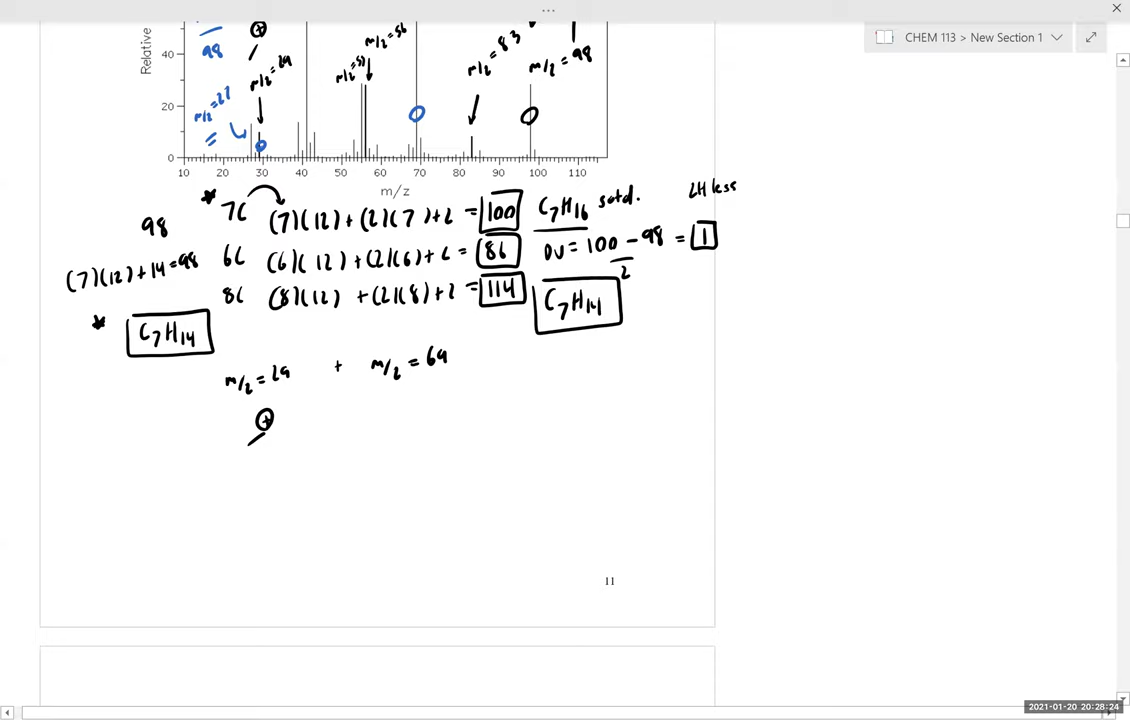 CHEM 113 > New Section 1
Relative
40
20
0
98
⊕
m/z = 29
m/z = 56
m/z = 83
m/z = 98
m/z = 27
10 20 30 40 50 60 70 80 90 100 110
m/z
98
(7)(12) + 14 = 98
* C7H14
* 7C (7)(12) + (2)(7) + 2 = 100 C7H16 satd. 2H less
6C (6)(12) + (2)(6) + 2 = 86 DU = 100 - 98 / 2 = 1
8C (8)(12) + (2)(8) + 2 = 114 C7H14
m/z = 29 + m/z = 69
⊕
11
2021-01-20 20:28:24